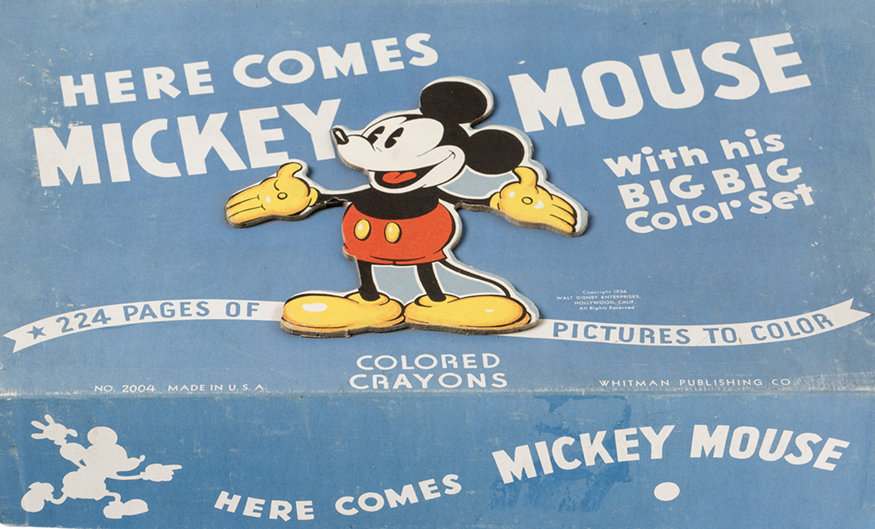 HERE COMES
MICKEY MOUSE
With his
BIG BIG
Color Set
Copyright 1936
WALT DISNEY ENTERPRISES,
HOLLYWOOD, CALIF.
All Rights Reserved
★ 224 PAGES OF PICTURES TO COLOR
COLORED
CRAYONS
NO. 2004 MADE IN U.S.A.
WHITMAN PUBLISHING CO.
HERE COMES MICKEY MOUSE